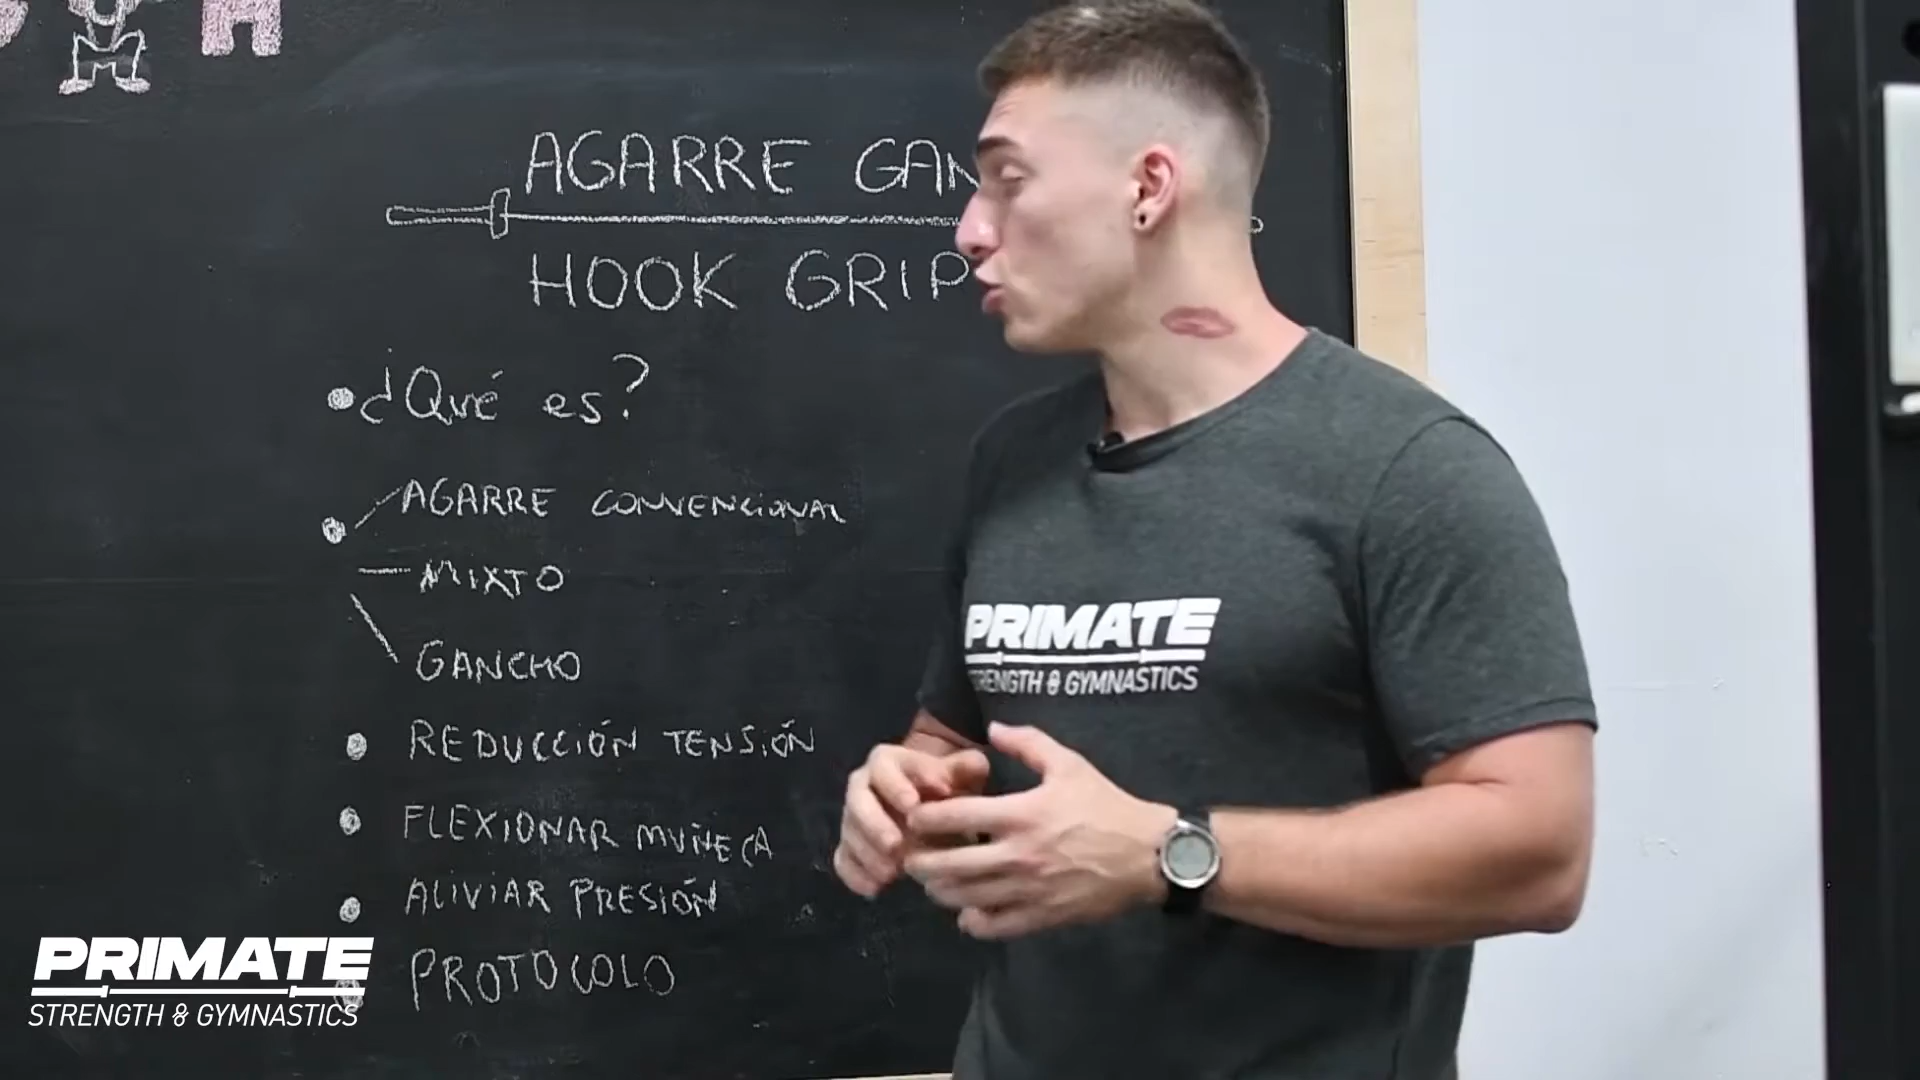 AGARRE GAN
HOOK GRIP
¿Qué es?
AGARRE CONVENCIONAL
MIXTO
GANCHO
REDUCCIÓN TENSIÓN
FLEXIONAR MUÑECA
ALIVIAR PRESIÓN
PROTOCOLO
PRIMATE
STRENGTH & GYMNASTICS
PRIMATE
STRENGTH & GYMNASTICS